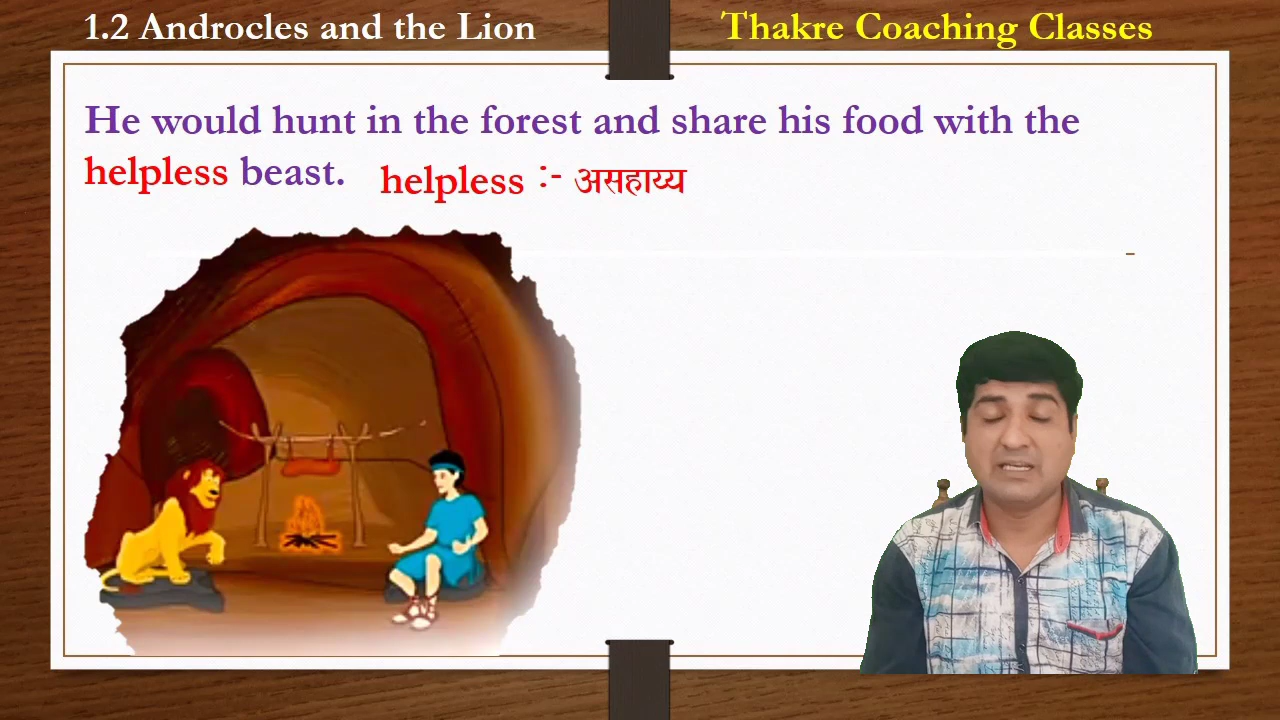 1.2 Androcles and the Lion
Thakre Coaching Classes
He would hunt in the forest and share his food with the
helpless beast.
helpless :- असहाय्य